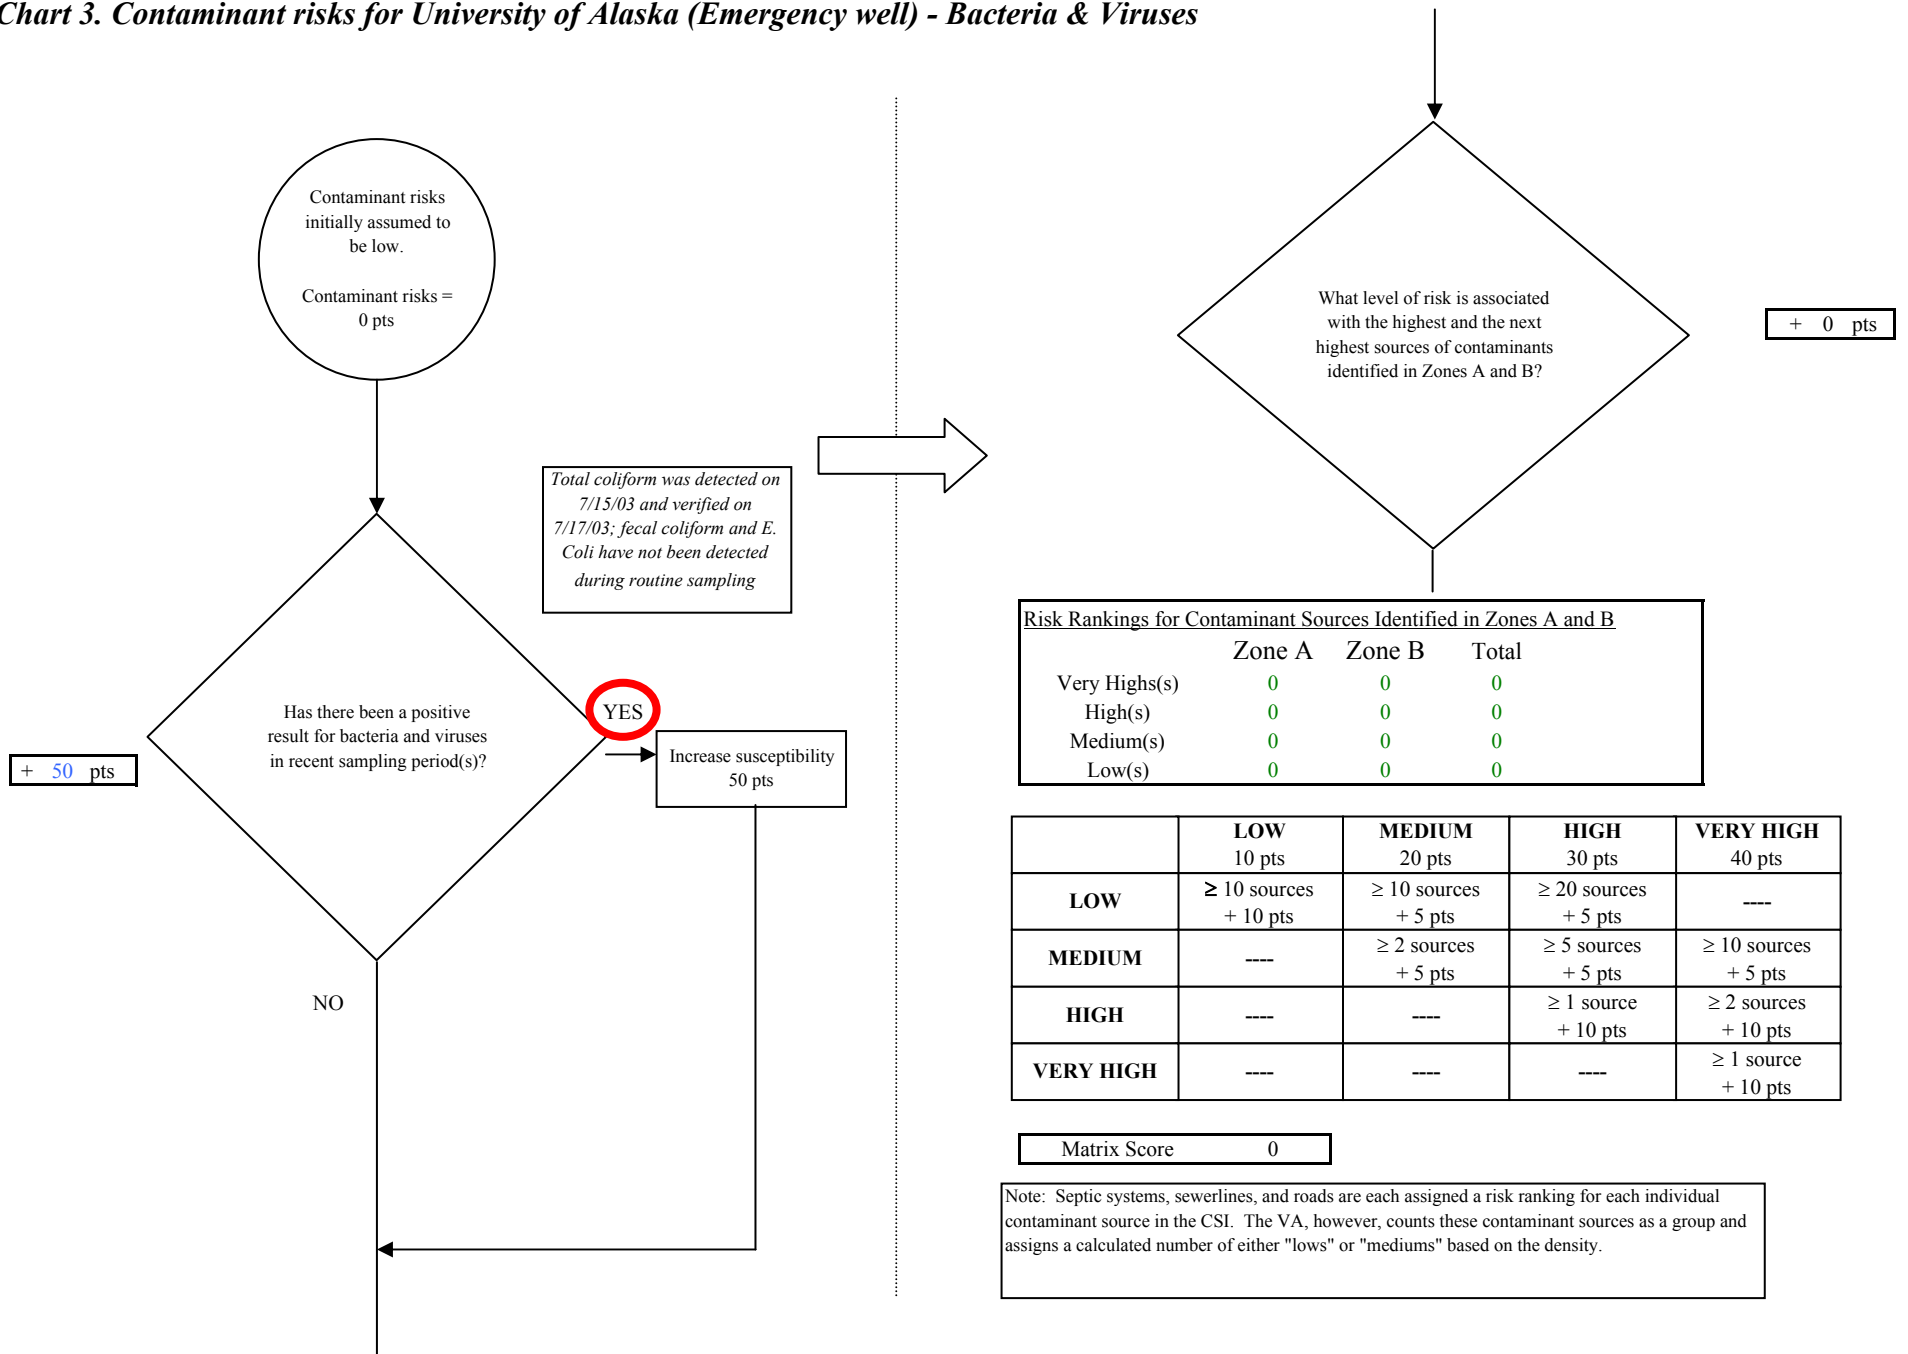 Chart 3. Contaminant risks for University of Alaska (Emergency well) - Bacteria & Viruses
Contaminant risks
initially assumed to
be low.
Contaminant risks =
0 pts
Total coliform was detected on
7/15/03 and verified on
7/17/03; fecal coliform and E.
Coli have not been detected
during routine sampling
Has there been a positive
result for bacteria and viruses
in recent sampling period(s)?
YES
+ 50 pts
Increase susceptibility
50 pts
NO
What level of risk is associated
with the highest and the next
highest sources of contaminants
identified in Zones A and B?
+ 0 pts
Risk Rankings for Contaminant Sources Identified in Zones A and B
Zone A Zone B Total
Very Highs(s) 0 0 0
High(s) 0 0 0
Medium(s) 0 0 0
Low(s) 0 0 0
LOW MEDIUM HIGH VERY HIGH
10 pts 20 pts 30 pts 40 pts
LOW ≥ 10 sources ≥ 10 sources ≥ 20 sources ----
+ 10 pts + 5 pts + 5 pts
MEDIUM ---- ≥ 2 sources ≥ 5 sources ≥ 10 sources
+ 5 pts + 5 pts + 5 pts
HIGH ---- ---- ≥ 1 source ≥ 2 sources
+ 10 pts + 10 pts
VERY HIGH ---- ---- ---- ≥ 1 source
+ 10 pts
Matrix Score 0
Note: Septic systems, sewerlines, and roads are each assigned a risk ranking for each individual
contaminant source in the CSI. The VA, however, counts these contaminant sources as a group and
assigns a calculated number of either "lows" or "mediums" based on the density.